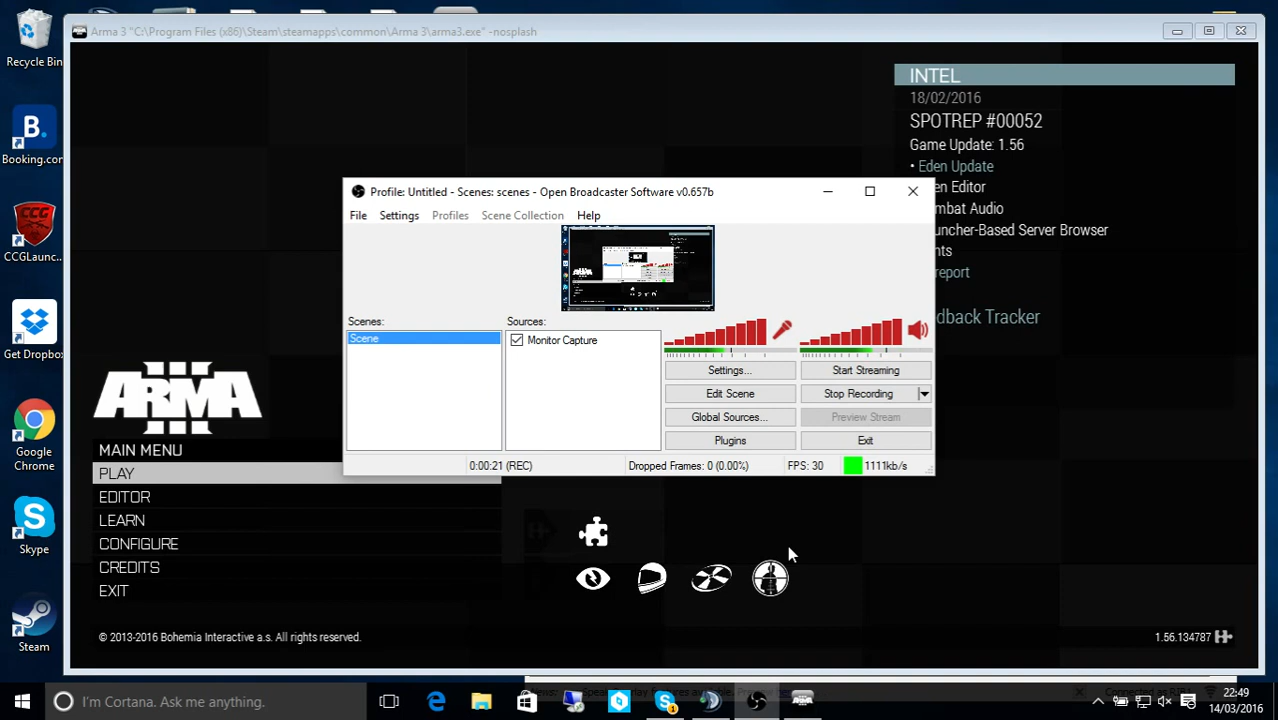 Recycle Bin
Booking.con
CCGLaunc...
Get Dropbox
Google
Chrome
Skype
Steam
Arma 3 "C:\Program Files (x86)\Steam\steamapps\common\Arma 3\arma3.exe" -nosplash
INTEL
18/02/2016
SPOTREP #00052
Game Update: 1.56
• Eden Update
en Editor
mbat Audio
uncher-Based Server Browser
nts
report
dback Tracker
Profile: Untitled - Scenes: scenes - Open Broadcaster Software v0.657b
File Settings Profiles Scene Collection Help
Scenes:
Scene
Sources:
Monitor Capture
Settings...
Start Streaming
Edit Scene
Stop Recording
Global Sources...
Preview Stream
Plugins
Exit
0:00:21 (REC)
Dropped Frames: 0 (0.00%)
FPS: 30
1111kb/s
ARMA III
MAIN MENU
PLAY
EDITOR
LEARN
CONFIGURE
CREDITS
EXIT
© 2013-2016 Bohemia Interactive a.s. All rights reserved.
1.56.134787
I'm Cortana. Ask me anything.
22:49
14/03/2016